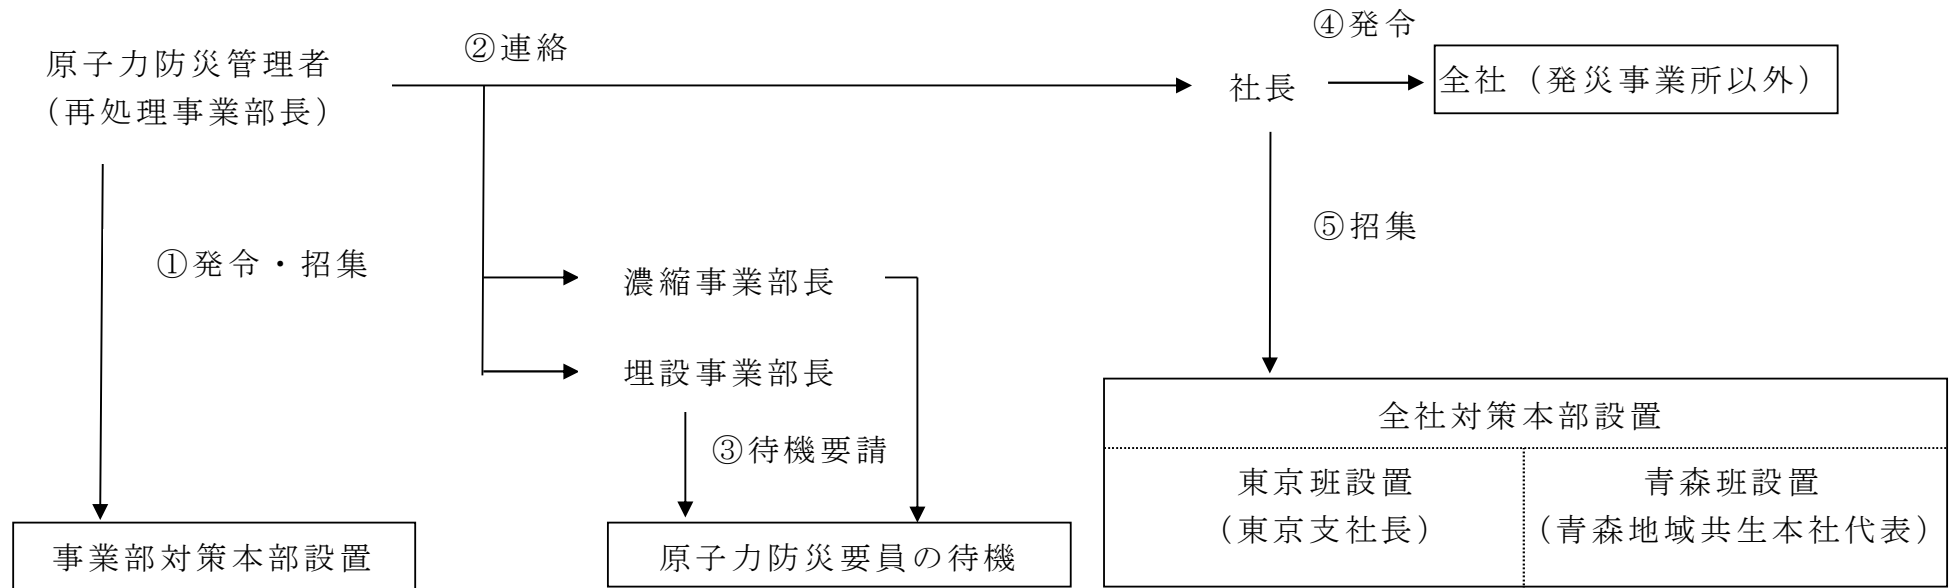 ④発令
②連絡
原子力防災管理者
（再処理事業部長）
社長
全社（発災事業所以外）
①発令・招集
⑤招集
濃縮事業部長
埋設事業部長
③待機要請
全社対策本部設置
東京班設置
（東京支社長）
青森班設置
（青森地域共生本社代表）
事業部対策本部設置
原子力防災要員の待機